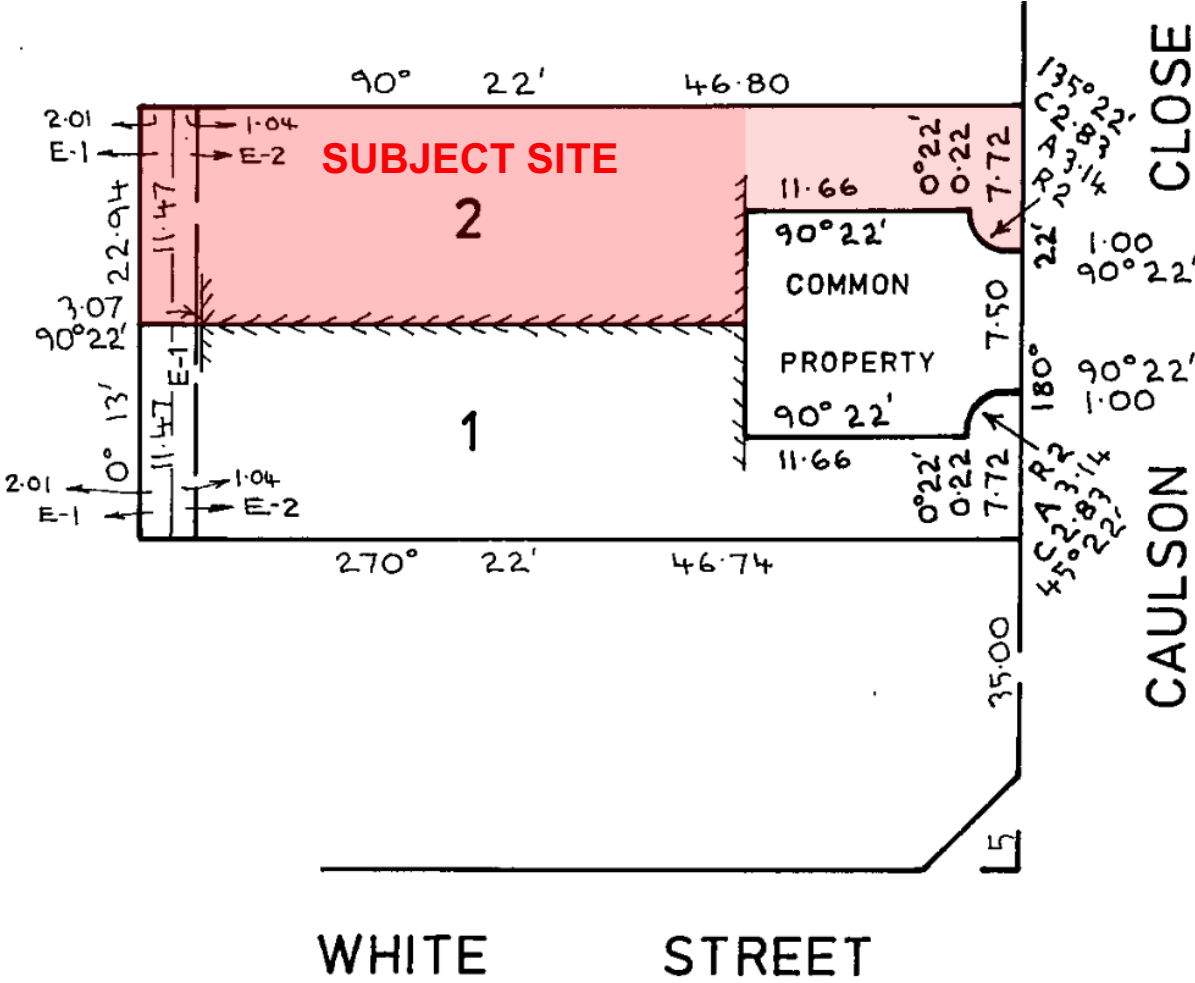 90° 22' 46.80
135°22'
C 2.83
A 3.14
R 2
CLOSE
2.01
1.04
E-1
E-2
SUBJECT SITE
2
22.94
11.47
11.66
0°22'
0.22
7.72
90°22'
22'
1.00
90°22'
COMMON
3.07
90°22'
E-1
7.50
PROPERTY
180°
90°22'
1.00
90°22'
0° 13'
11.47
1
11.66
0°22'
0.22
7.72
R 2
A 3.14
C 2.83
45°22'
2.01
1.04
E-1
E-2
270° 22' 46.74
CAULSON
35.00
5
WHITE STREET